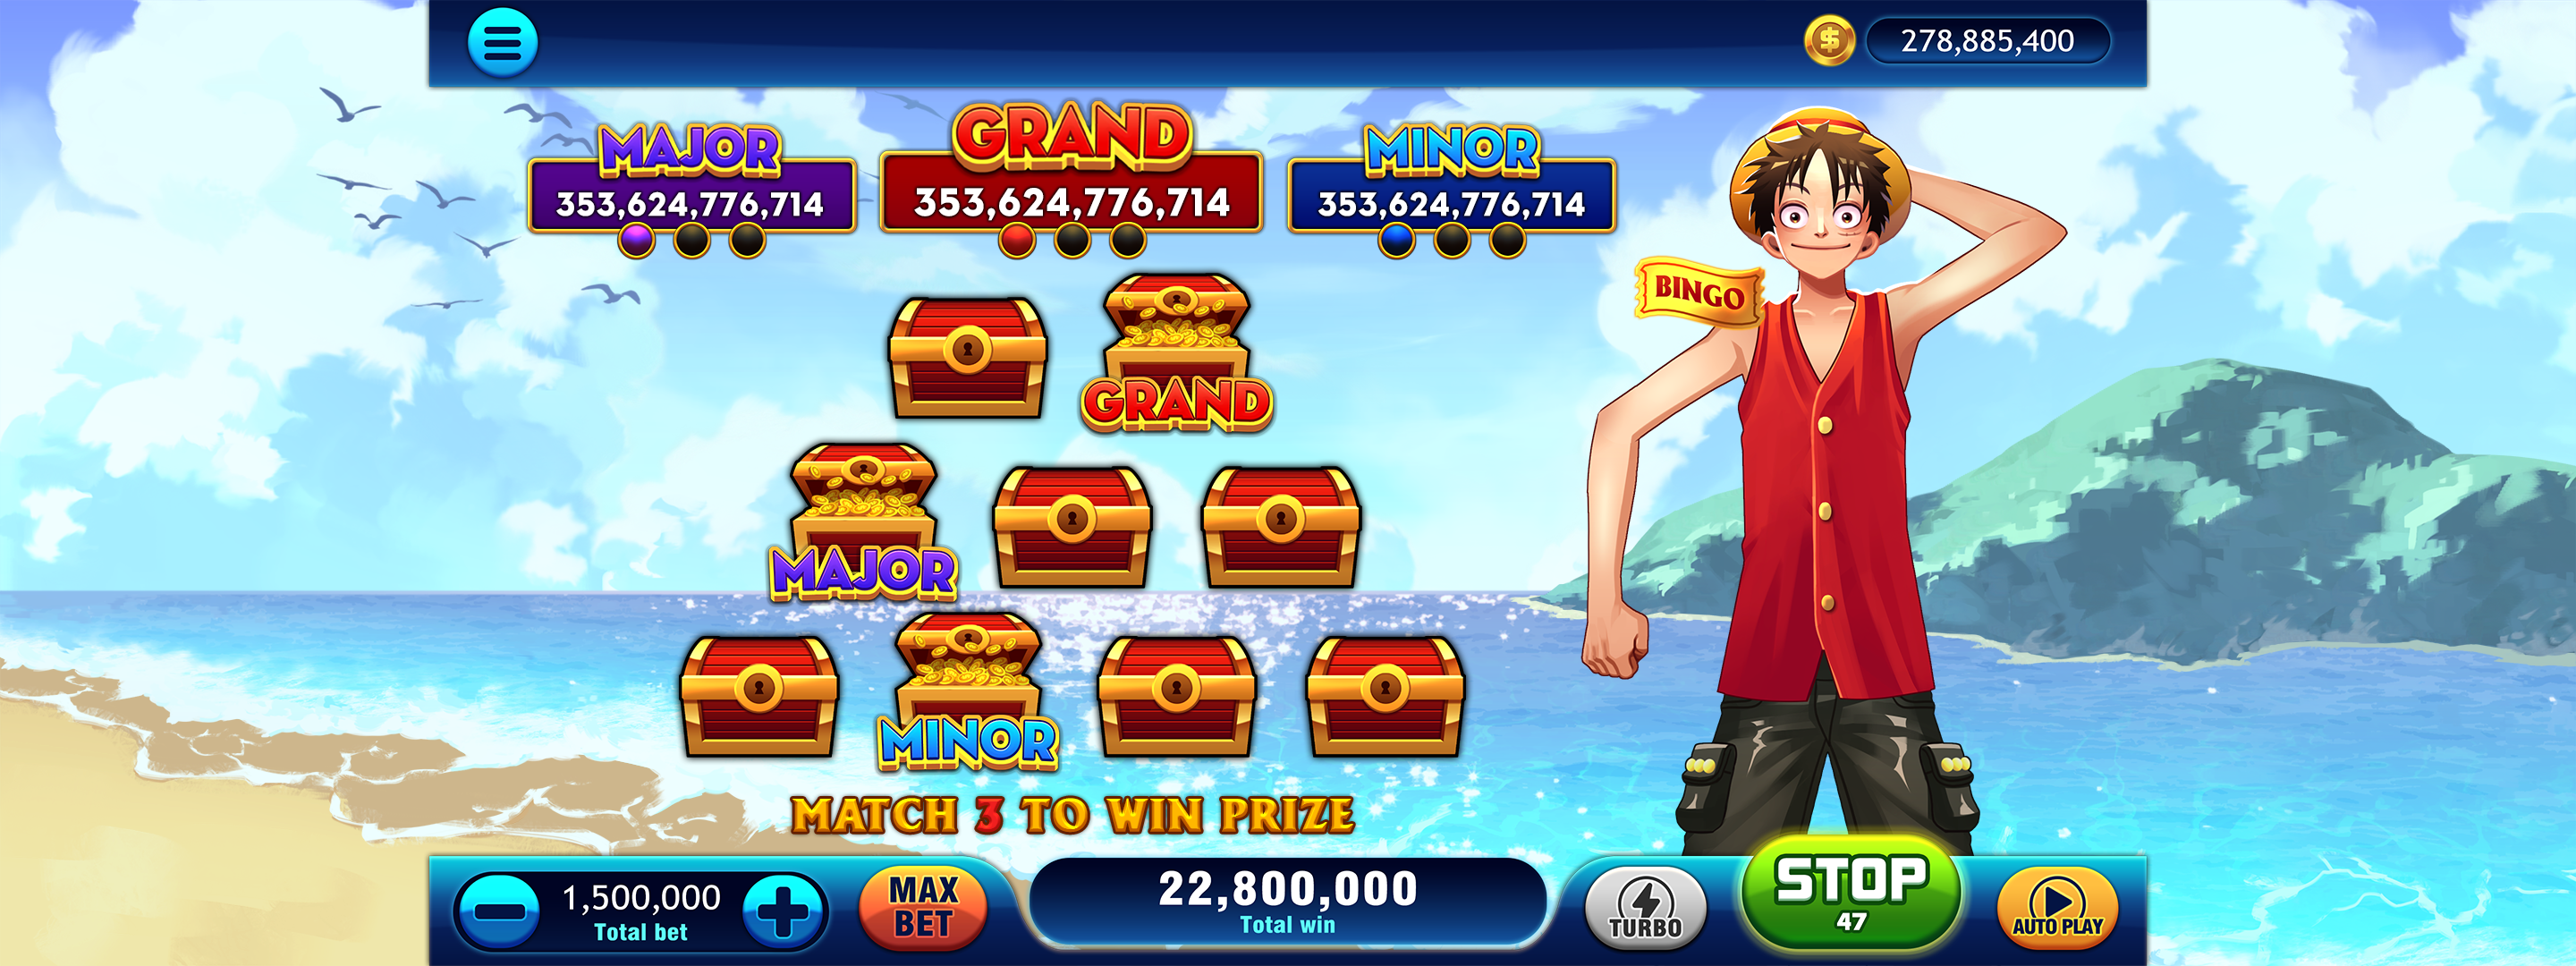 278,885,400
MAJOR
353,624,776,714
GRAND
353,624,776,714
MINOR
353,624,776,714
BINGO
GRAND
MAJOR
MINOR
MATCH 3 TO WIN PRIZE
1,500,000
Total bet
MAX
BET
22,800,000
Total win
TURBO
STOP
47
AUTO PLAY